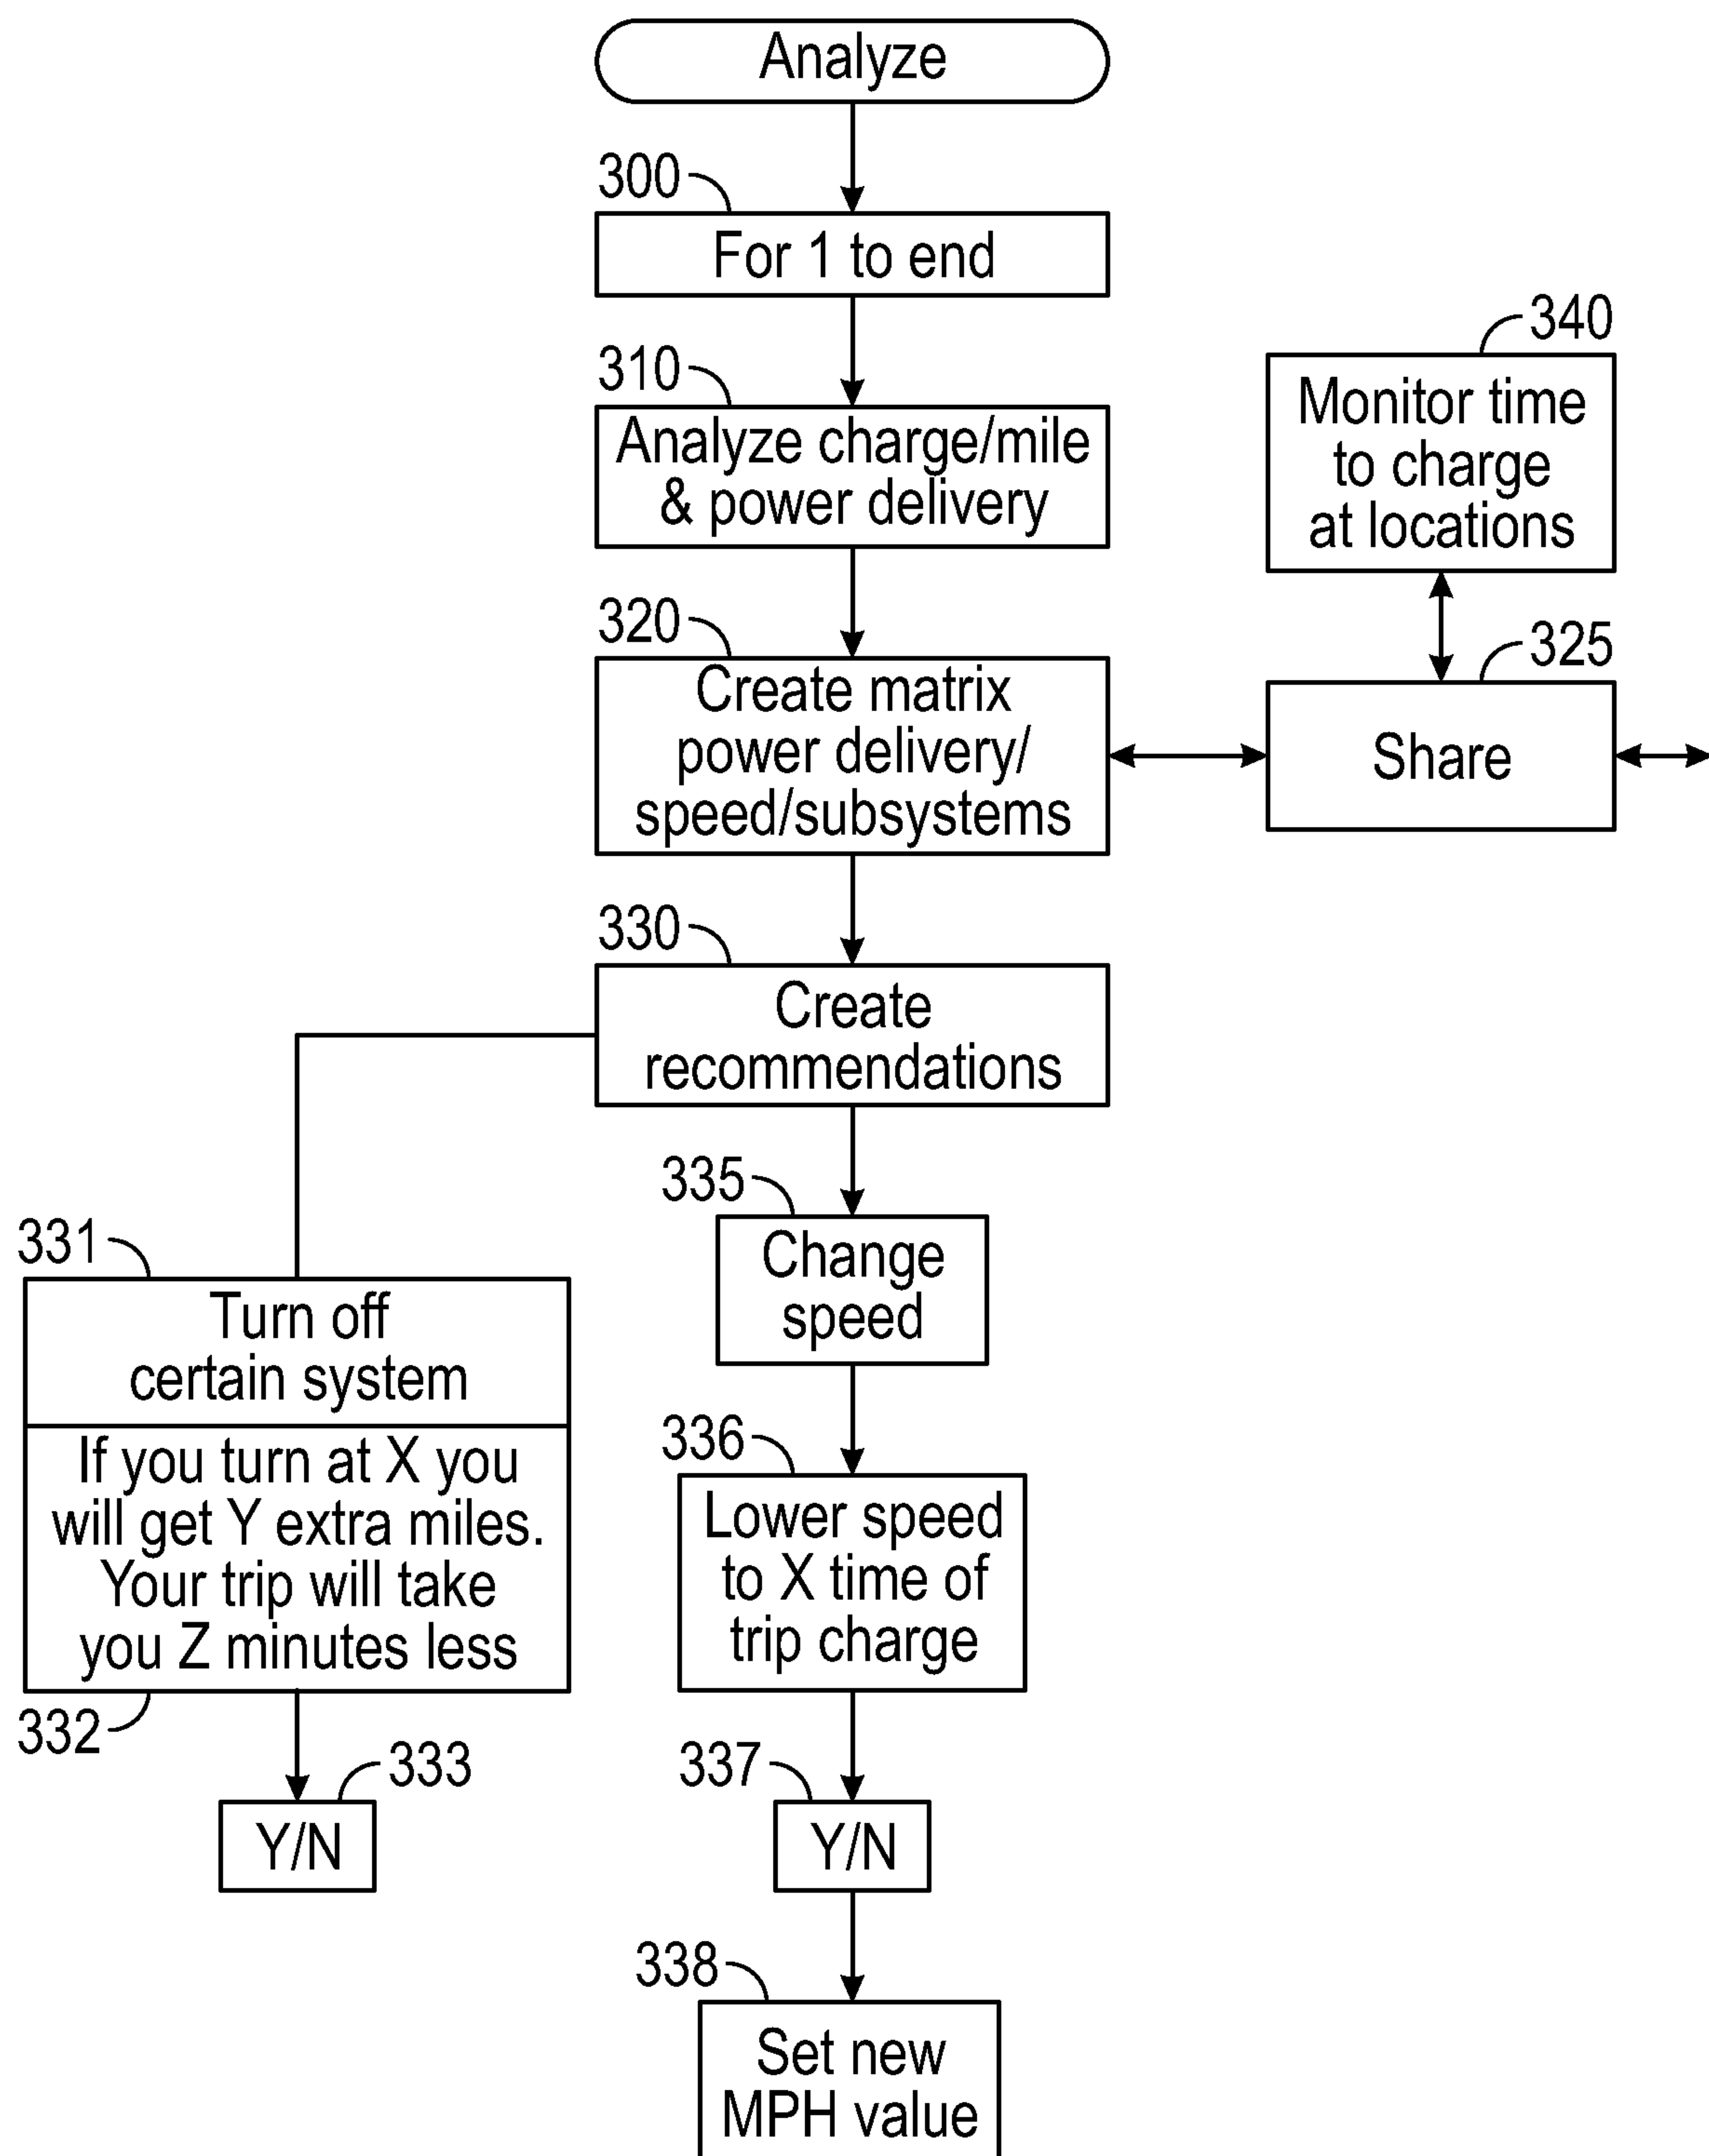 Analyze
300
For 1 to end
310
Analyze charge/mile
& power delivery
340
Monitor time
to charge
at locations
320
Create matrix
power delivery/
speed/subsystems
325
Share
330
Create
recommendations
331
Turn off
certain system
If you turn at X you
will get Y extra miles.
Your trip will take
you Z minutes less
332
333
Y/N
335
Change
speed
336
Lower speed
to X time of
trip charge
337
Y/N
338
Set new
MPH value